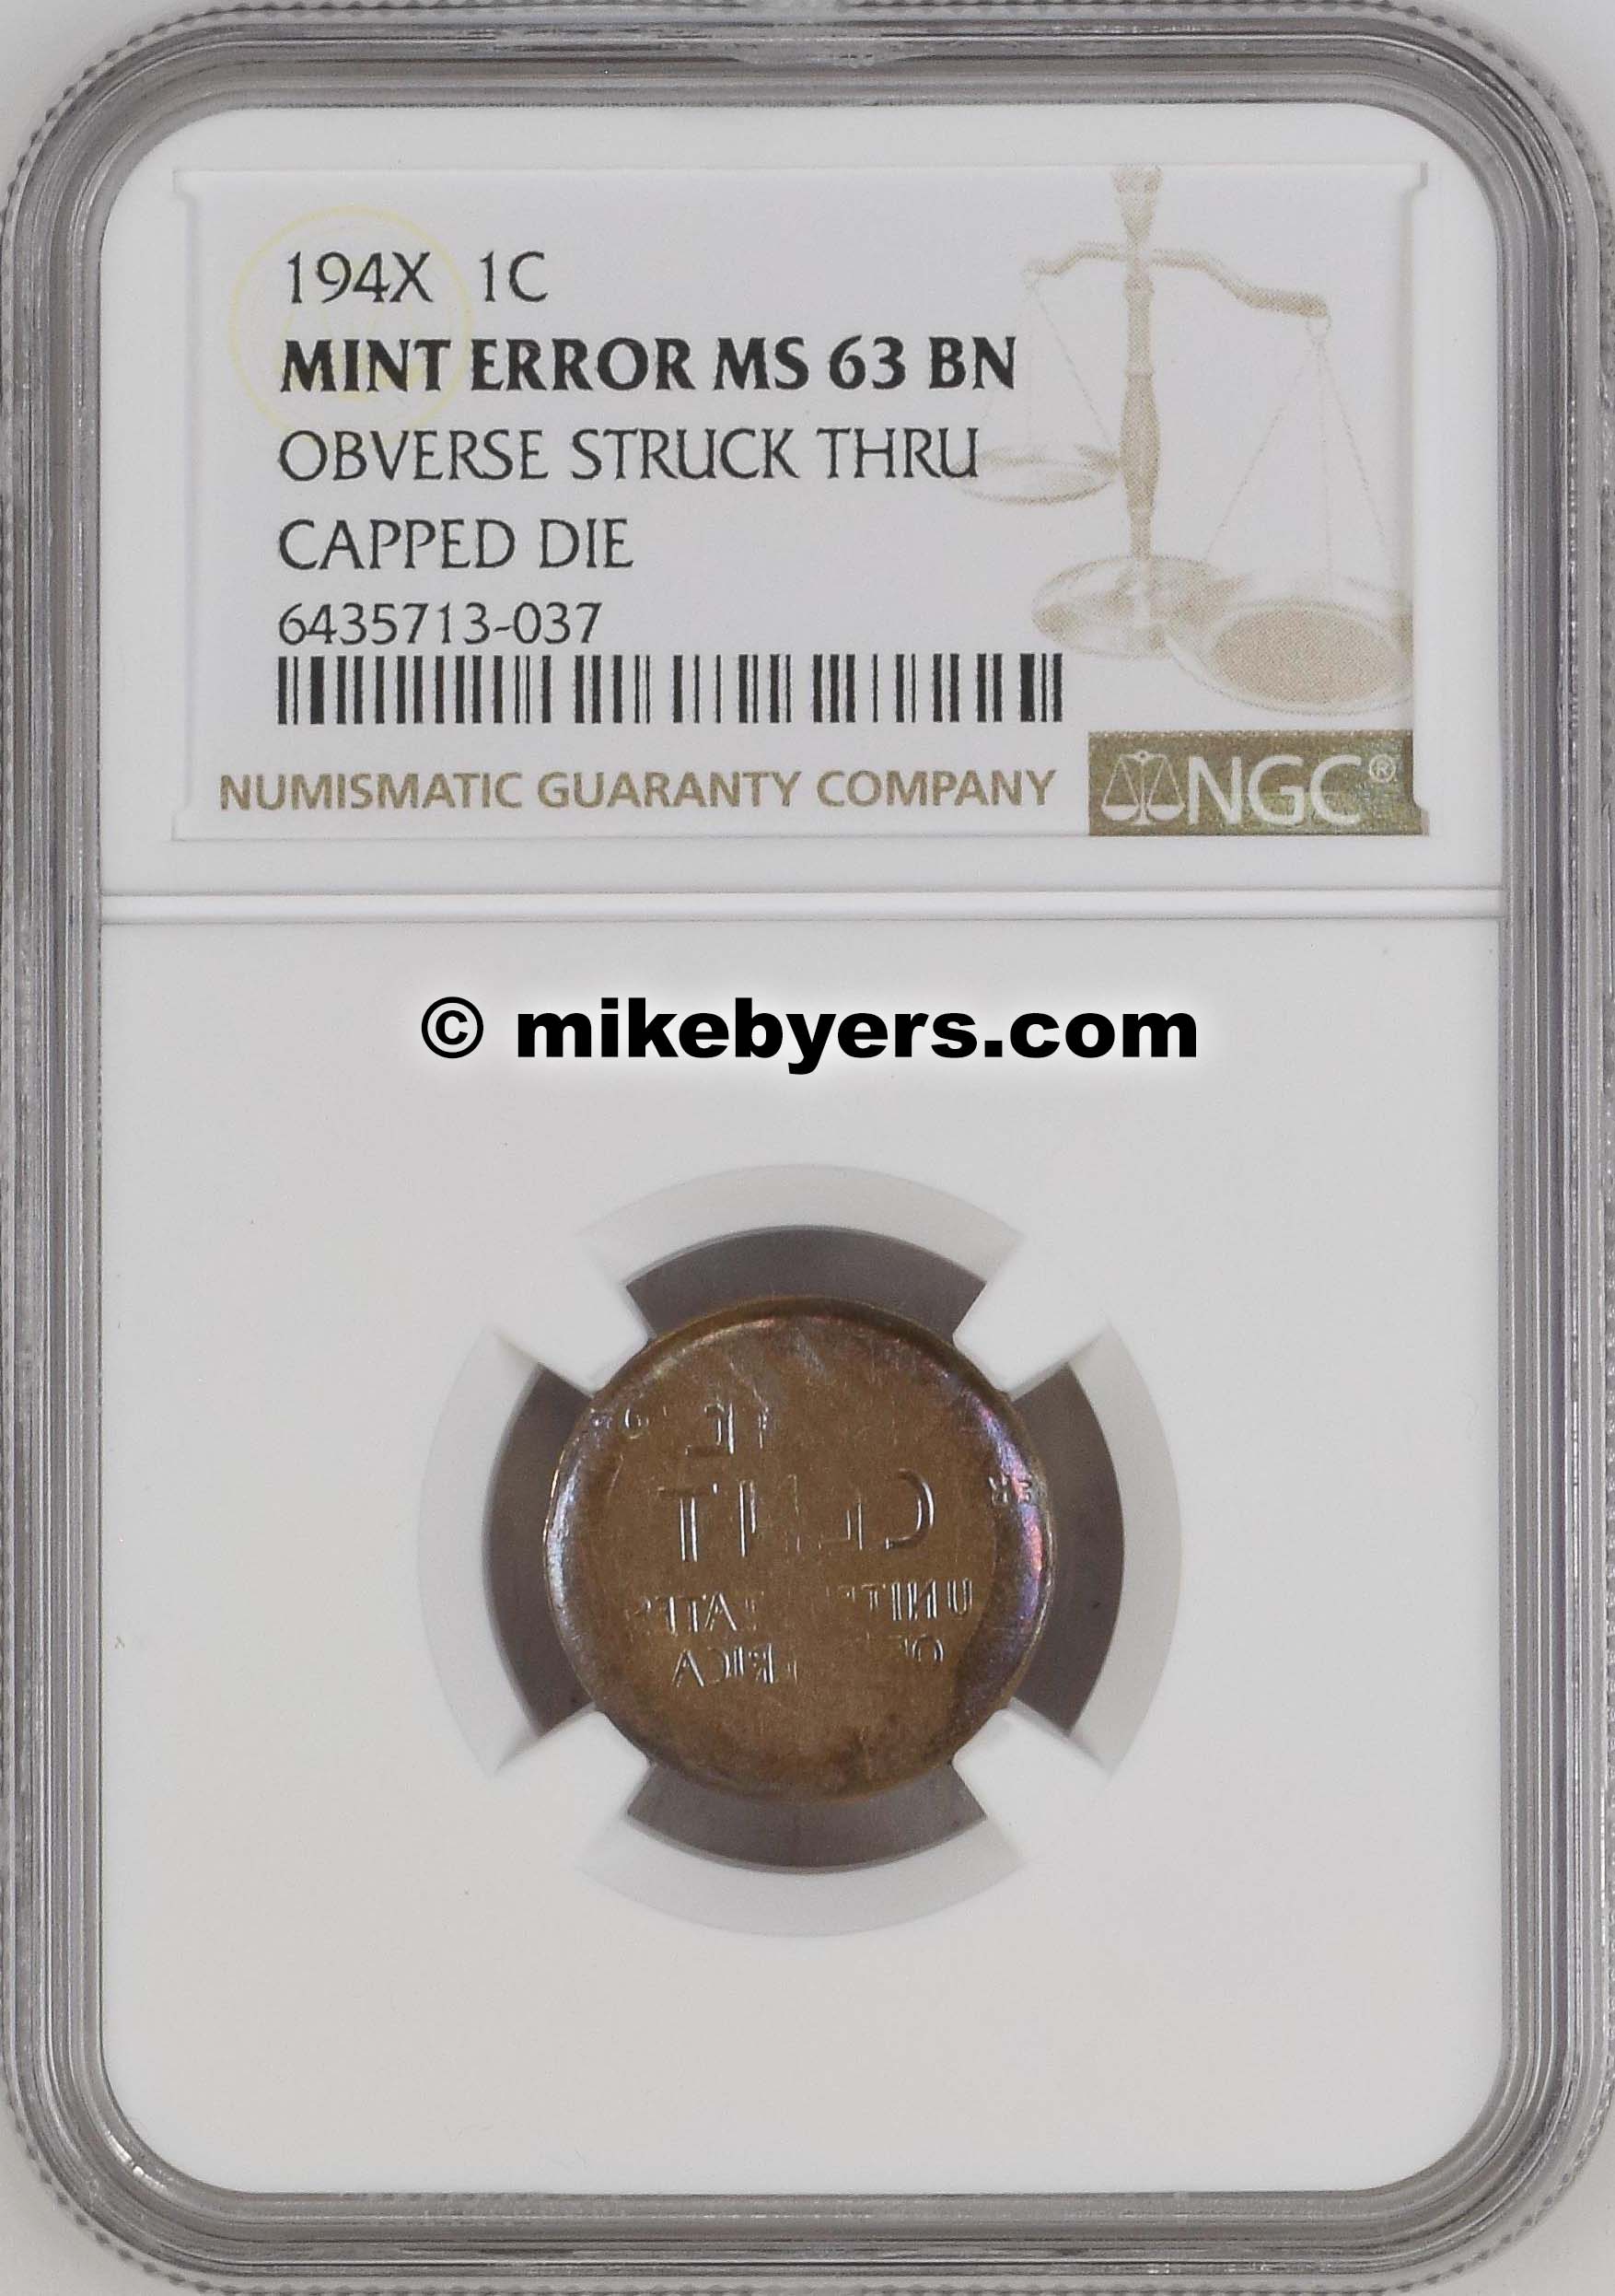 194X 1C
MINT ERROR MS 63 BN
OBVERSE STRUCK THRU
CAPPED DIE
6435713-037
NUMISMATIC GUARANTY COMPANY
NGC®
© mikebyers.com